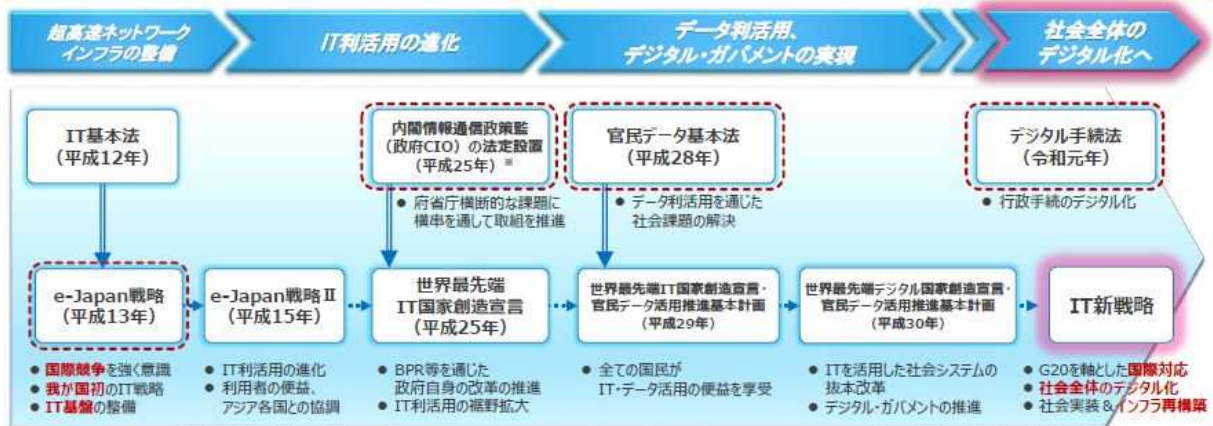 超高速ネットワーク
インフラの整備
IT利活用の進化
データ利活用、
デジタル・ガバメントの実現
社会全体の
デジタル化へ
IT基本法
(平成12年)
内閣情報通信政策監
(政府CIO)の法定設置
(平成25年)※
官民データ基本法
(平成28年)
デジタル手続法
(令和元年)
● 府省庁横断的な課題に
横串を通して取組を推進
● データ利活用を通じた
社会課題の解決
● 行政手続のデジタル化
e-Japan戦略
(平成13年)
e-Japan戦略Ⅱ
(平成15年)
世界最先端
IT国家創造宣言
(平成25年)
世界最先端IT国家創造宣言・
官民データ活用推進基本計画
(平成29年)
世界最先端デジタル国家創造宣言・
官民データ活用推進基本計画
(平成30年)
IT新戦略
● 国際競争を強く意識
● 我が国初のIT戦略
● IT基盤の整備
● IT利活用の進化
● 利用者の便益、
アジア各国との協調
● BPR等を通じた
政府自身の改革の推進
● IT利活用の裾野拡大
● 全ての国民が
IT・データ活用の便益を享受
● ITを活用した社会システムの
抜本改革
● デジタル・ガバメントの推進
● G20を軸とした国際対応
● 社会全体のデジタル化
● 社会実装&インフラ再構築